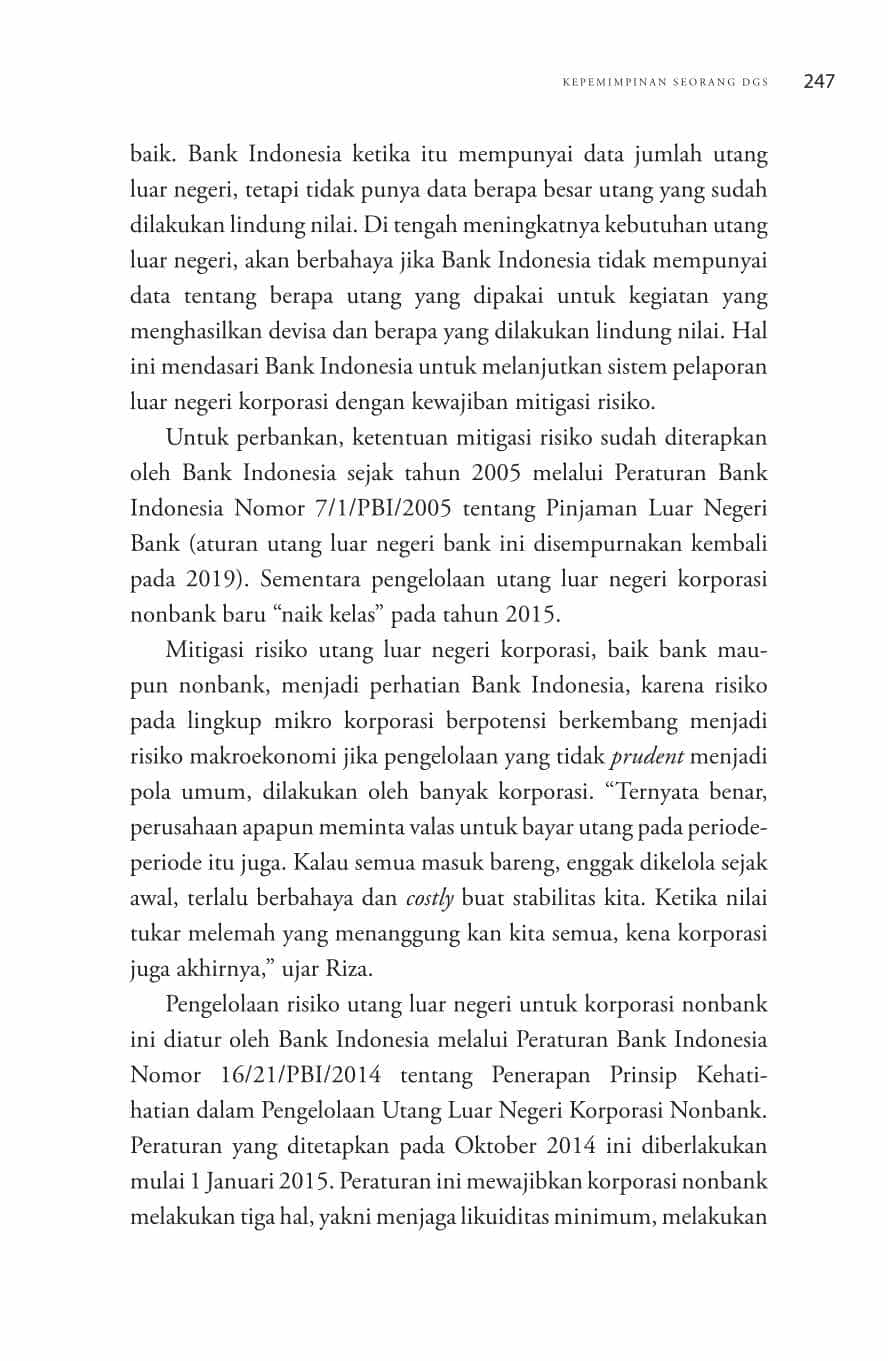 KEPEMIMPINAN SEORANG DGS 247
baik. Bank Indonesia ketika itu mempunyai data jumlah utang
luar negeri, tetapi tidak punya data berapa besar utang yang sudah
dilakukan lindung nilai. Di tengah meningkatnya kebutuhan utang
luar negeri, akan berbahaya jika Bank Indonesia tidak mempunyai
data tentang berapa utang yang dipakai untuk kegiatan yang
menghasilkan devisa dan berapa yang dilakukan lindung nilai. Hal
ini mendasari Bank Indonesia untuk melanjutkan sistem pelaporan
luar negeri korporasi dengan kewajiban mitigasi risiko.
Untuk perbankan, ketentuan mitigasi risiko sudah diterapkan
oleh Bank Indonesia sejak tahun 2005 melalui Peraturan Bank
Indonesia Nomor 7/1/PBI/2005 tentang Pinjaman Luar Negeri
Bank (aturan utang luar negeri bank ini disempurnakan kembali
pada 2019). Sementara pengelolaan utang luar negeri korporasi
nonbank baru “naik kelas” pada tahun 2015.
Mitigasi risiko utang luar negeri korporasi, baik bank mau-
pun nonbank, menjadi perhatian Bank Indonesia, karena risiko
pada lingkup mikro korporasi berpotensi berkembang menjadi
risiko makroekonomi jika pengelolaan yang tidak prudent menjadi
pola umum, dilakukan oleh banyak korporasi. “Ternyata benar,
perusahaan apapun meminta valas untuk bayar utang pada periode-
periode itu juga. Kalau semua masuk bareng, enggak dikelola sejak
awal, terlalu berbahaya dan costly buat stabilitas kita. Ketika nilai
tukar melemah yang menanggung kan kita semua, kena korporasi
juga akhirnya,” ujar Riza.
Pengelolaan risiko utang luar negeri untuk korporasi nonbank
ini diatur oleh Bank Indonesia melalui Peraturan Bank Indonesia
Nomor 16/21/PBI/2014 tentang Penerapan Prinsip Kehati-
hatian dalam Pengelolaan Utang Luar Negeri Korporasi Nonbank.
Peraturan yang ditetapkan pada Oktober 2014 ini diberlakukan
mulai 1 Januari 2015. Peraturan ini mewajibkan korporasi nonbank
melakukan tiga hal, yakni menjaga likuiditas minimum, melakukan